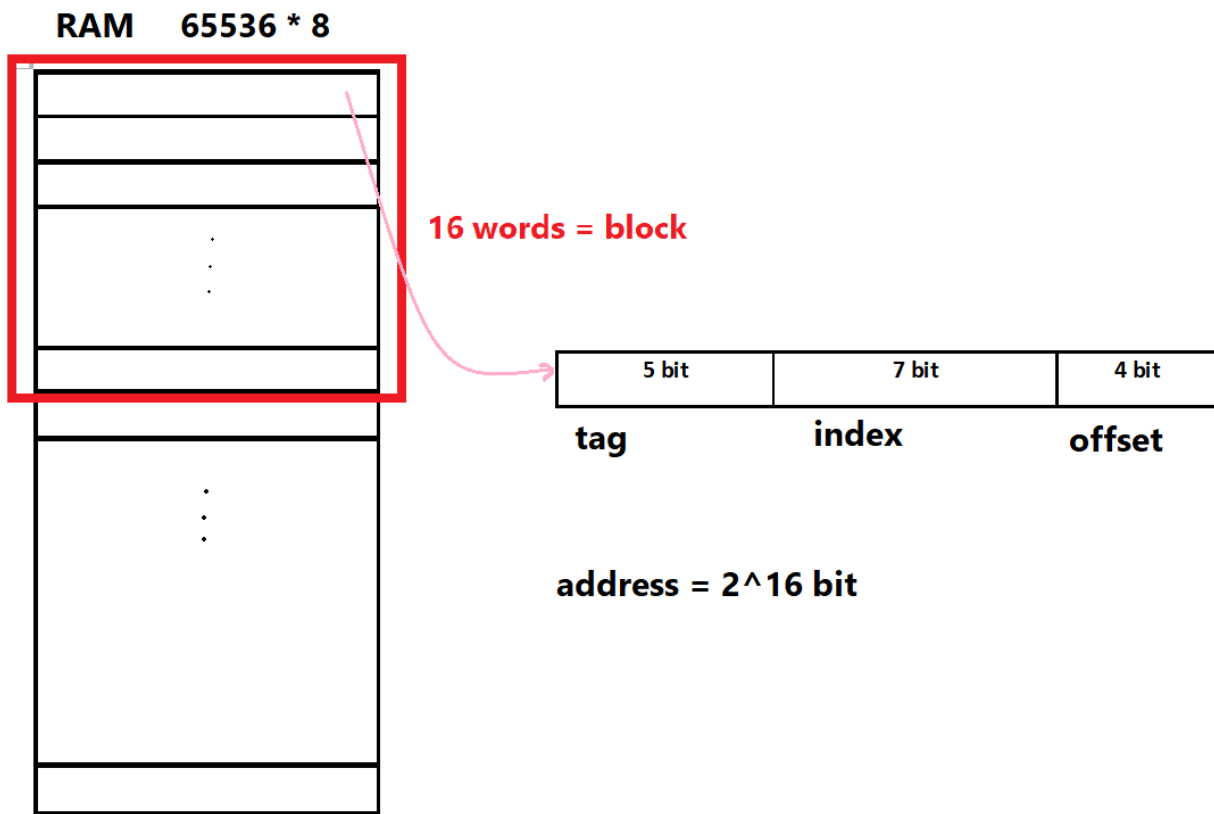 RAM 65536 * 8
16 words = block
5 bit 7 bit 4 bit
tag index offset
address = 2^16 bit